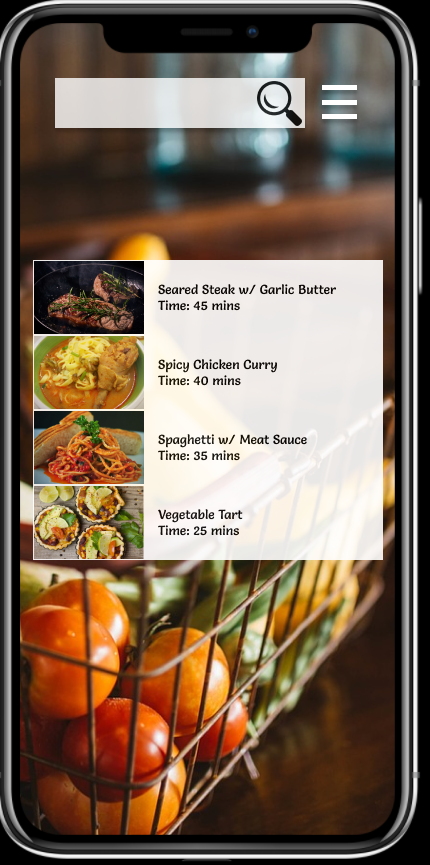 Seared Steak w/ Garlic Butter
Time: 45 mins
Spicy Chicken Curry
Time: 40 mins
Spaghetti w/ Meat Sauce
Time: 35 mins
Vegetable Tart
Time: 25 mins